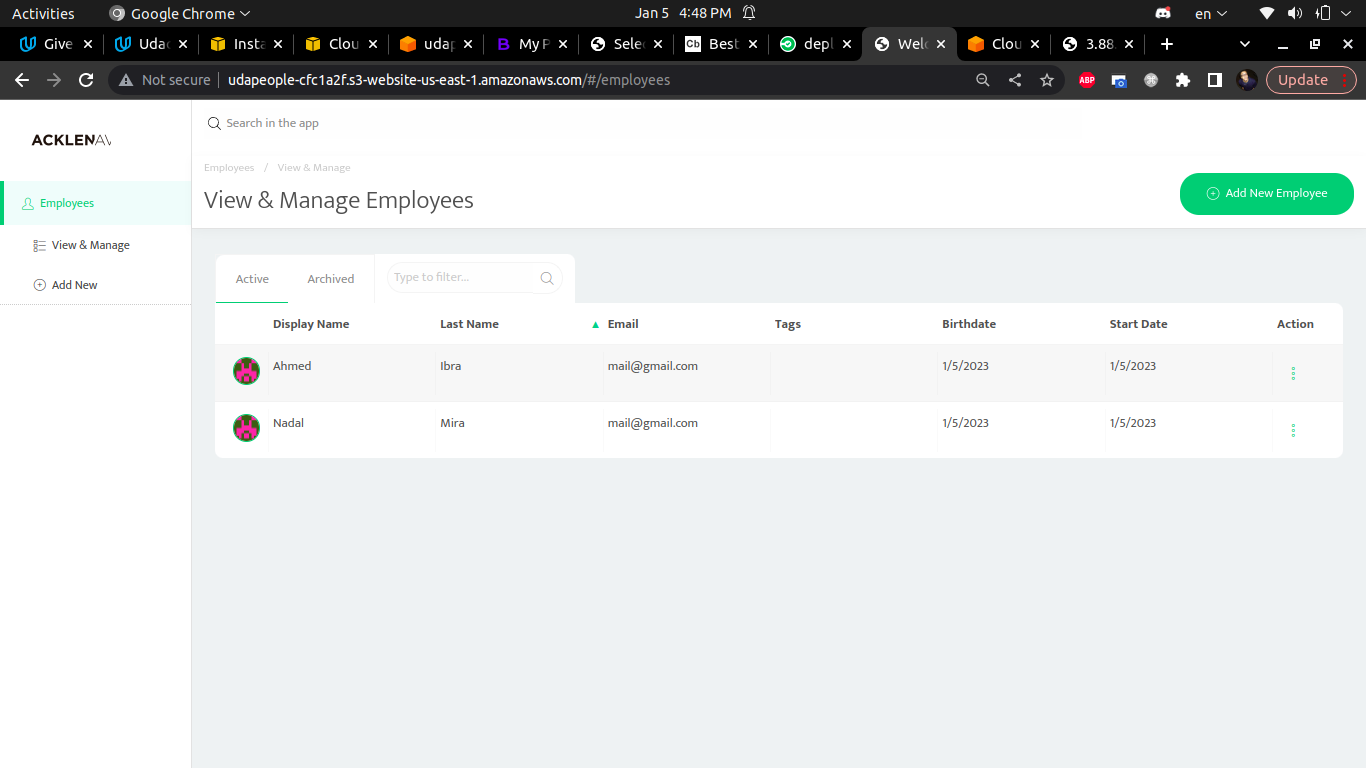 Activities Google Chrome Jan 5 4:48 PM en
Give Udac Insta Clou udap My P Selec Cb Best depl Welc Clou 3.88.
Not secure udapeople-cfc1a2f.s3-website-us-east-1.amazonaws.com/#/employees ABP Update
ACKLENAV
Search in the app
Employees / View & Manage
View & Manage Employees
Add New Employee
Employees
View & Manage
Add New
Active Archived Type to filter...
Display Name Last Name ▲ Email Tags Birthdate Start Date Action
Ahmed Ibra mail@gmail.com 1/5/2023 1/5/2023
Nadal Mira mail@gmail.com 1/5/2023 1/5/2023